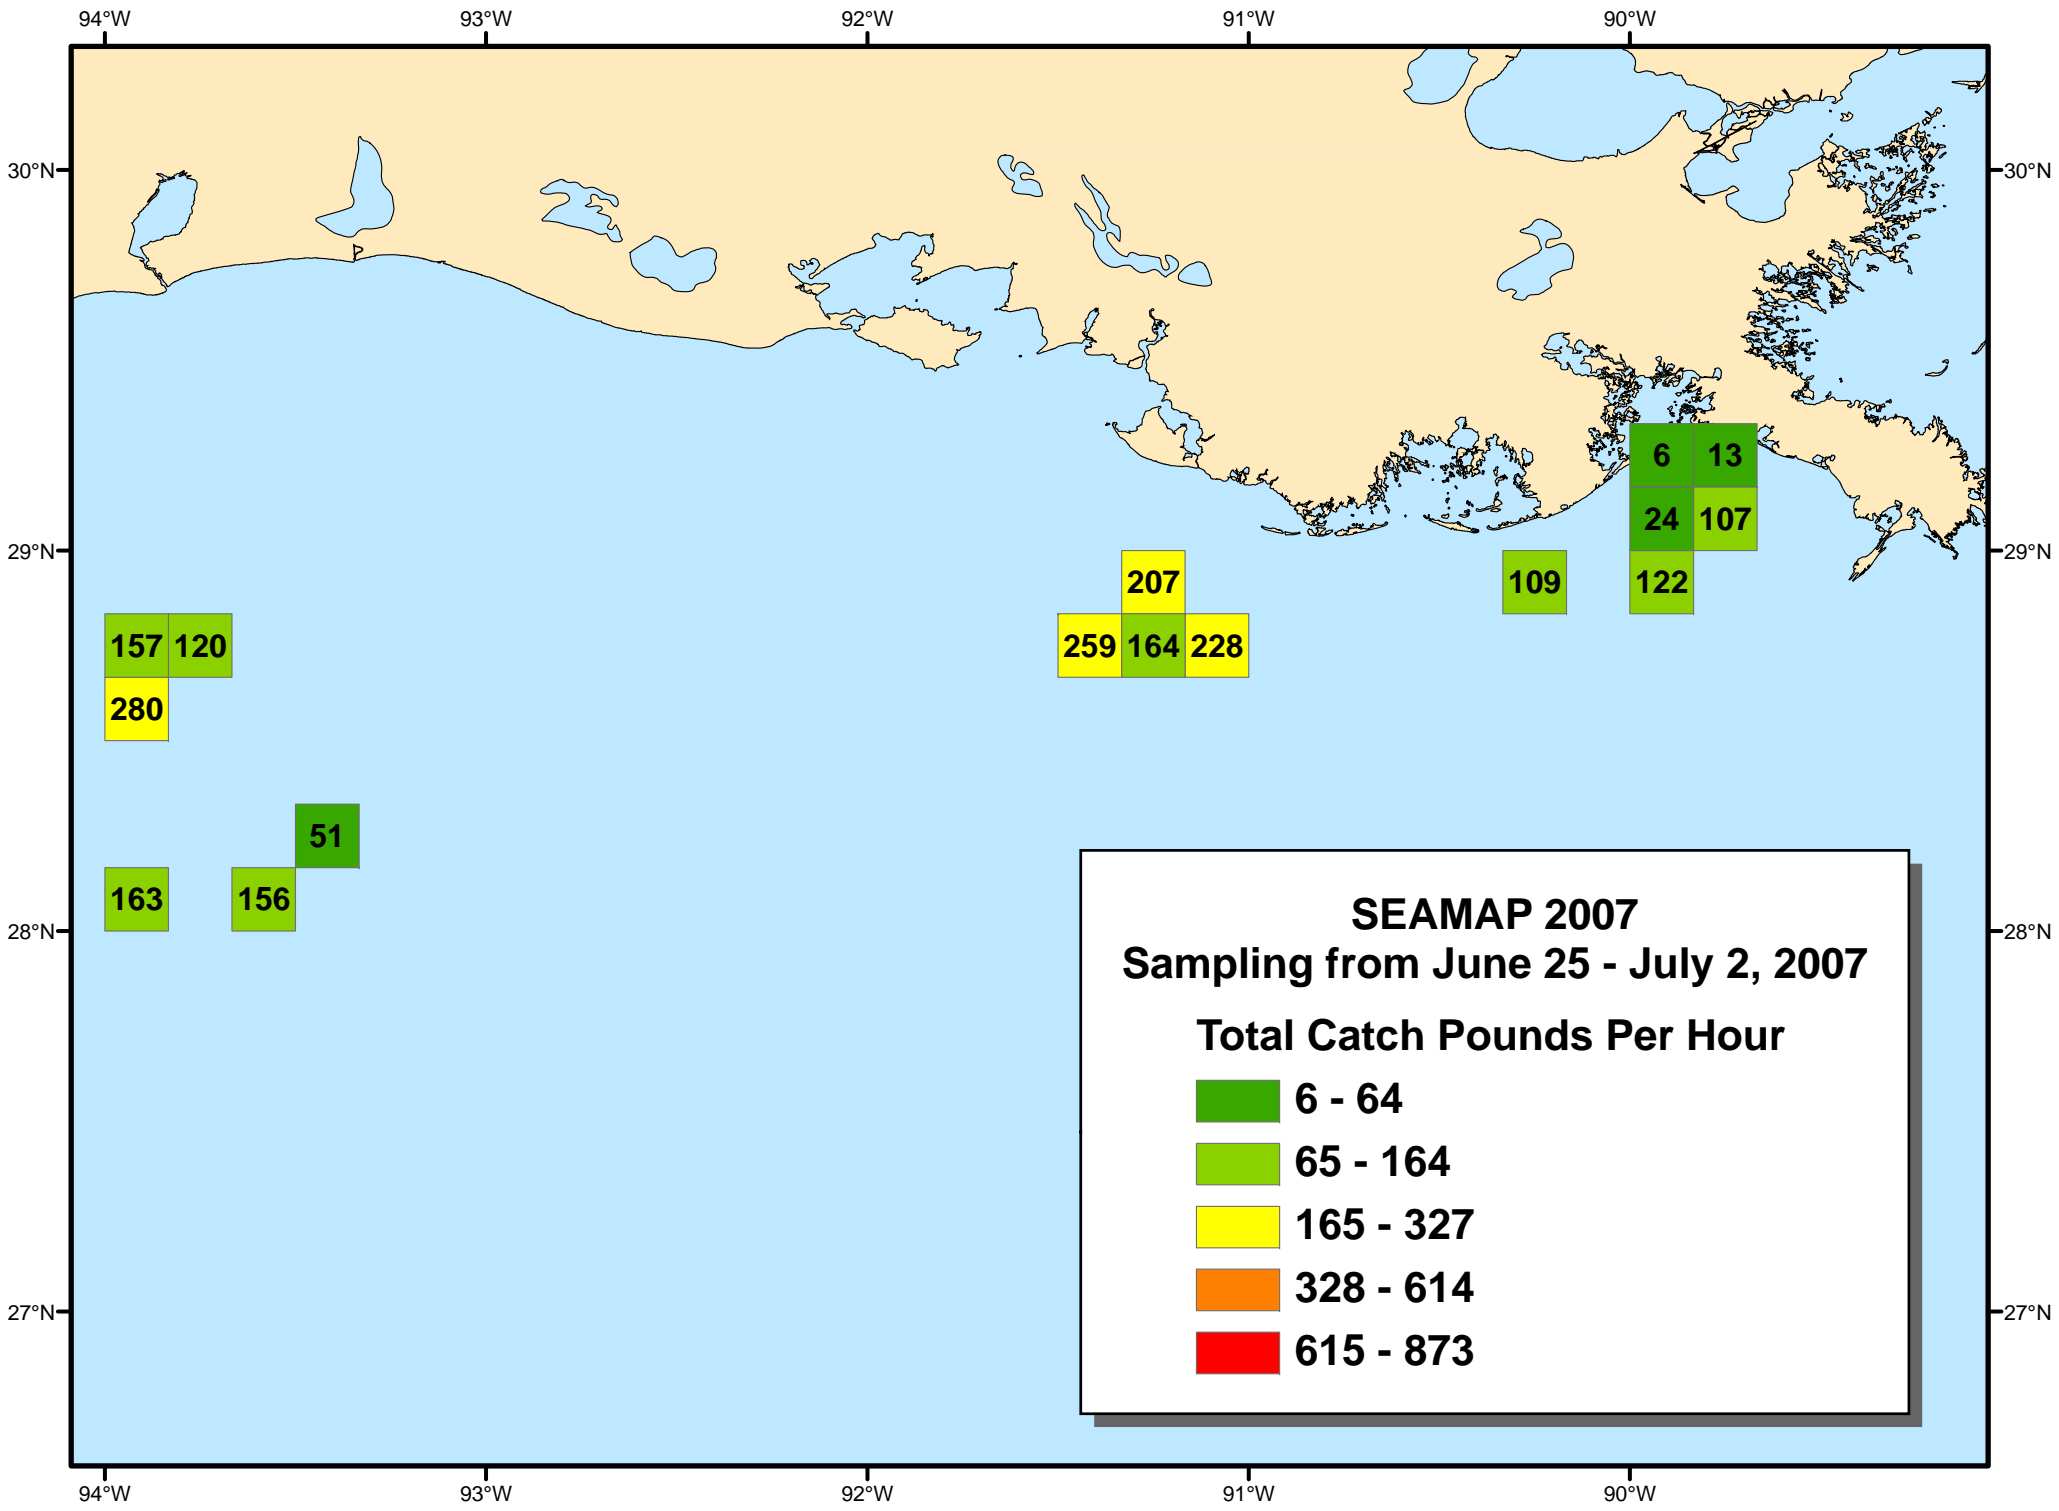 94°W 93°W 92°W 91°W 90°W
30°N 30°N
6 13
24 107
29°N 29°N
207 109 122
157 120 259 164 228
280
51
163 156
28°N 28°N
SEAMAP 2007
Sampling from June 25 - July 2, 2007
Total Catch Pounds Per Hour
6 - 64
65 - 164
165 - 327
328 - 614
615 - 873
27°N 27°N
94°W 93°W 92°W 91°W 90°W